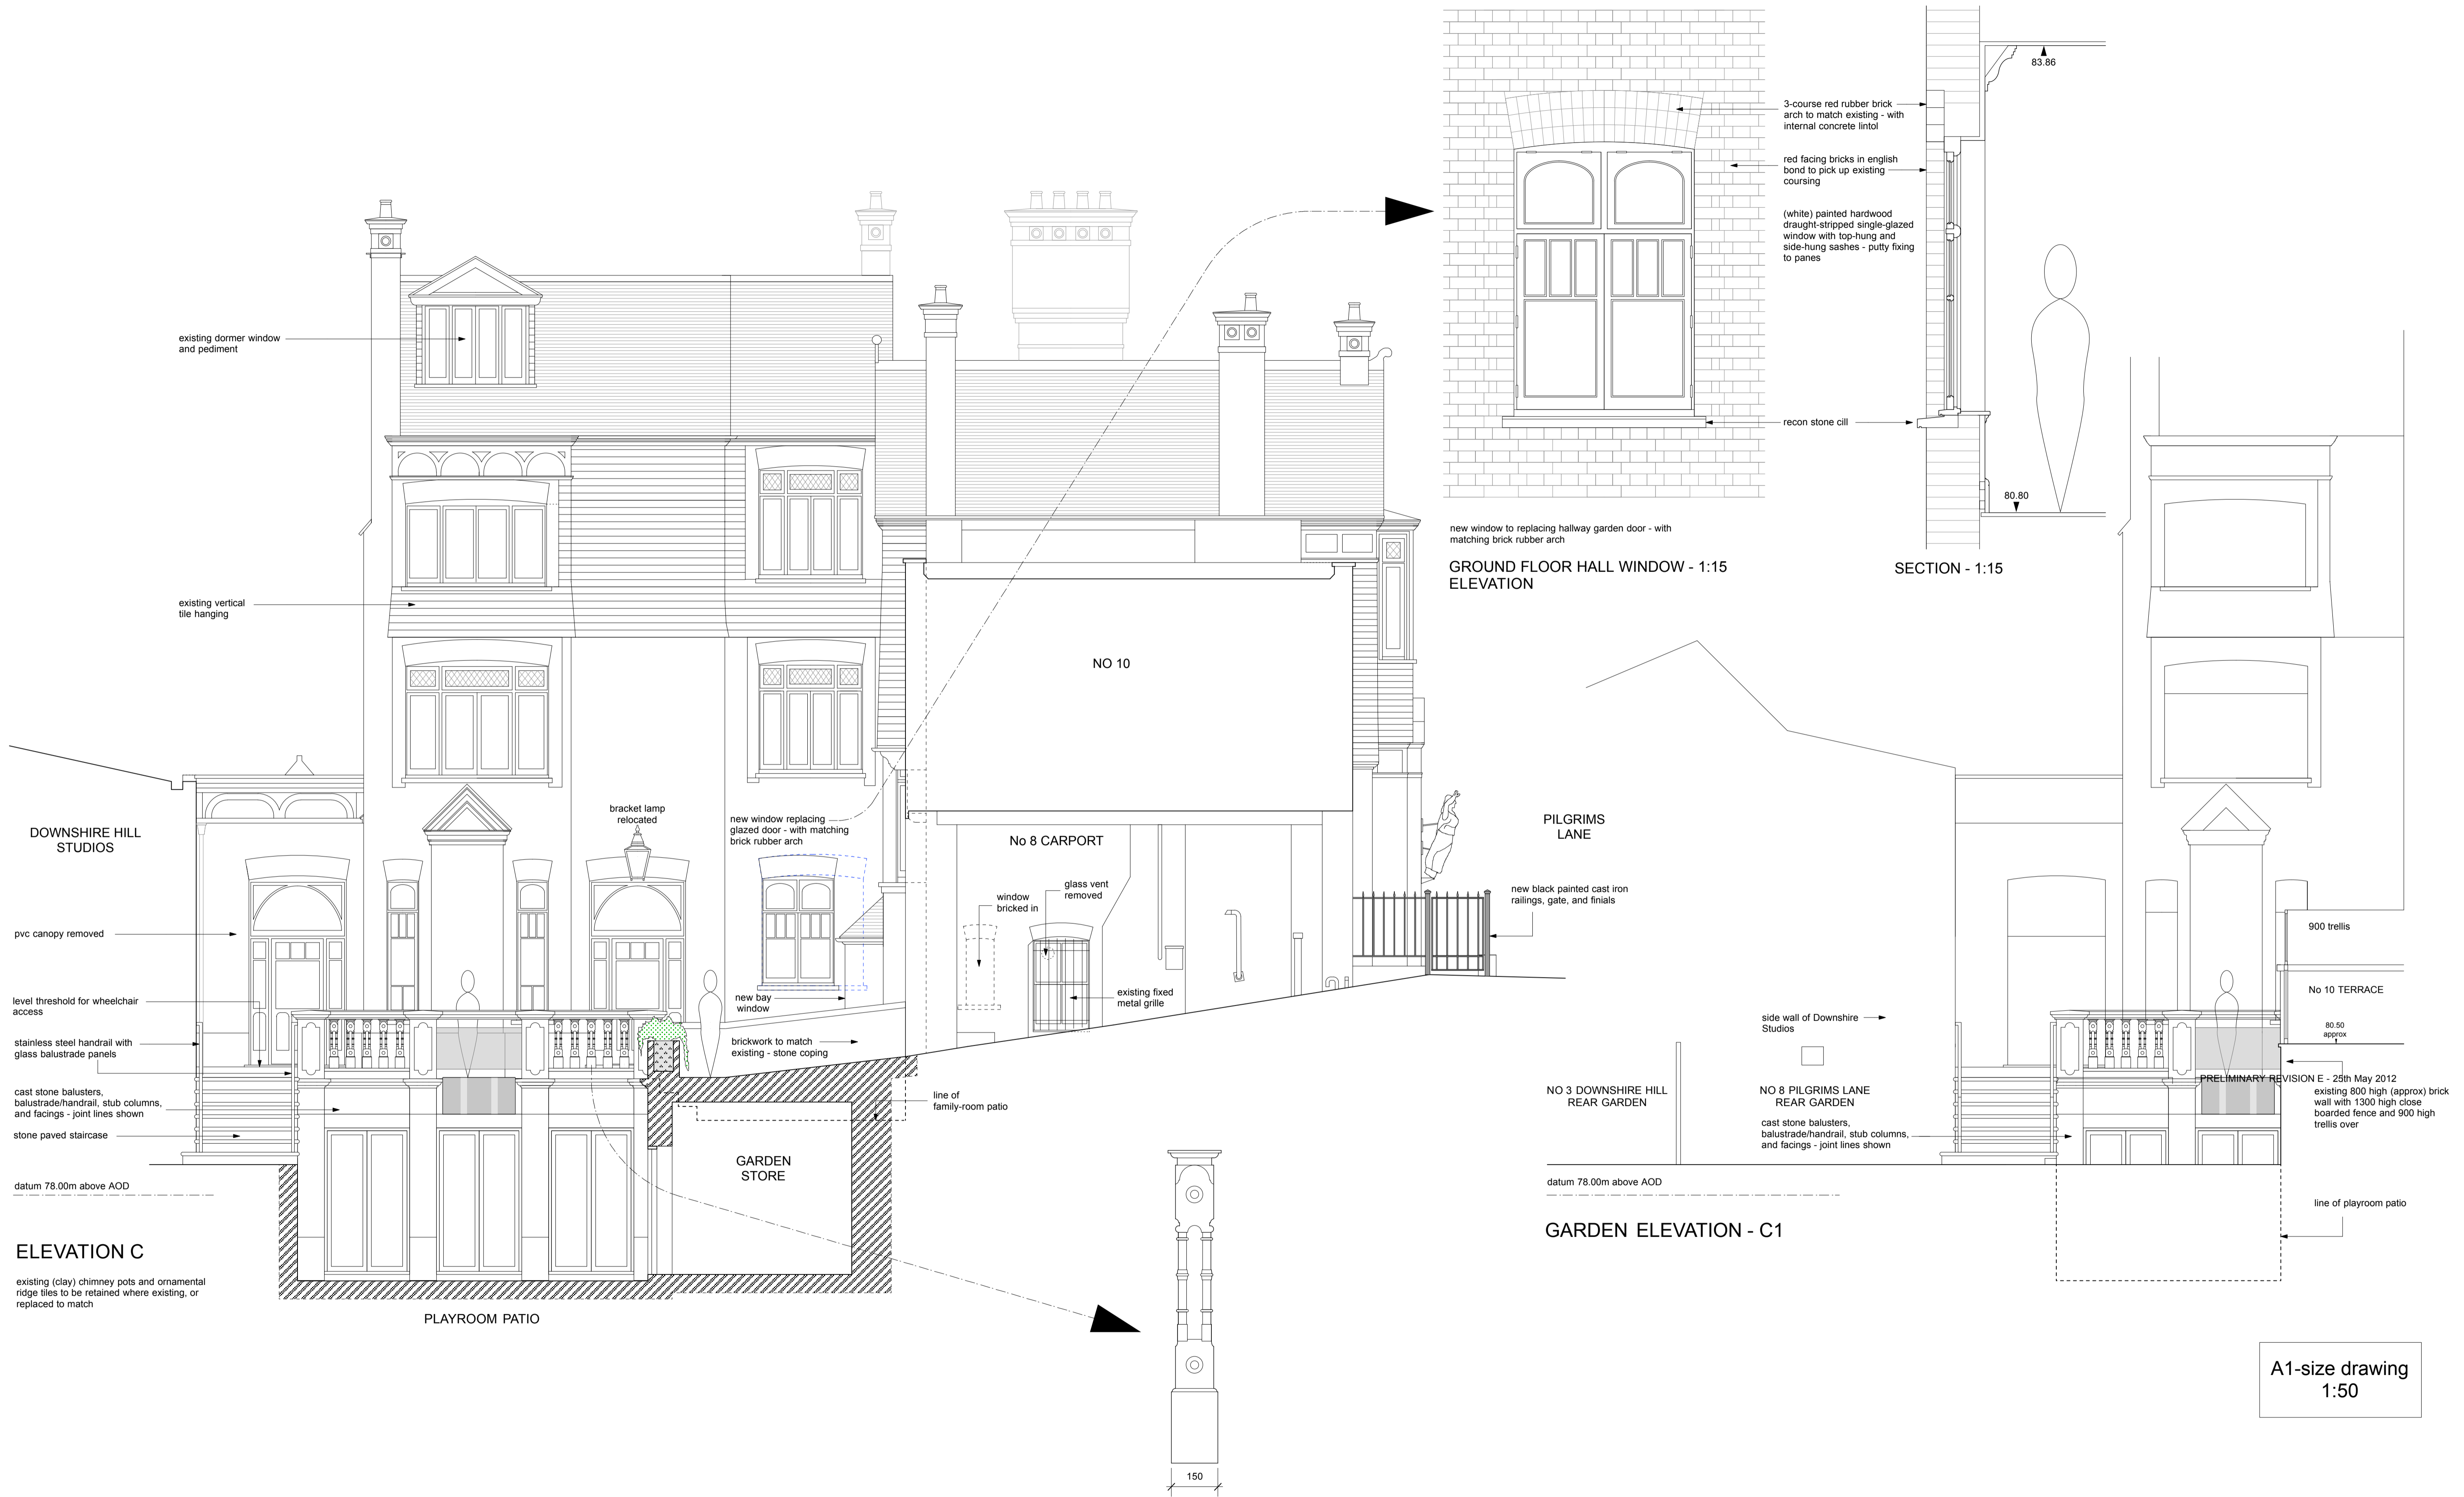 83.86
3-course red rubber brick
arch to match existing - with
internal concrete lintol
red facing bricks in english
bond to pick up existing
coursing
(white) painted hardwood
draught-stripped single-glazed
window with top-hung and
side-hung sashes - putty fixing
to panes
recon stone cill
80.80
new window to replacing hallway garden door - with
matching brick rubber arch
GROUND FLOOR HALL WINDOW - 1:15
ELEVATION
SECTION - 1:15
existing dormer window
and pediment
existing vertical
tile hanging
NO 10
DOWNSHIRE HILL
STUDIOS
bracket lamp
relocated
new window replacing
glazed door - with matching
brick rubber arch
No 8 CARPORT
glass vent
removed
window
bricked in
existing fixed
metal grille
PILGRIMS
LANE
new black painted cast iron
railings, gate, and finials
pvc canopy removed
level threshold for wheelchair
access
stainless steel handrail with
glass balustrade panels
cast stone balusters,
balustrade/handrail, stub columns,
and facings - joint lines shown
stone paved staircase
datum 78.00m above AOD
new bay
window
brickwork to match
existing - stone coping
line of
family-room patio
GARDEN
STORE
ELEVATION C
existing (clay) chimney pots and ornamental
ridge tiles to be retained where existing, or
replaced to match
PLAYROOM PATIO
150
900 trellis
No 10 TERRACE
80.50
approx
side wall of Downshire
Studios
NO 3 DOWNSHIRE HILL
REAR GARDEN
NO 8 PILGRIMS LANE
REAR GARDEN
cast stone balusters,
balustrade/handrail, stub columns,
and facings - joint lines shown
PRELIMINARY REVISION E - 25th May 2012
existing 800 high (approx) brick
wall with 1300 high close
boarded fence and 900 high
trellis over
datum 78.00m above AOD
line of playroom patio
GARDEN ELEVATION - C1
A1-size drawing
1:50